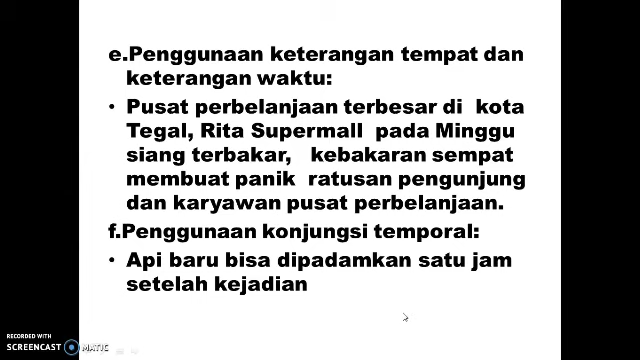 e.Penggunaan keterangan tempat dan
keterangan waktu:
• Pusat perbelanjaan terbesar di kota
Tegal, Rita Supermall pada Minggu
siang terbakar, kebakaran sempat
membuat panik ratusan pengunjung
dan karyawan pusat perbelanjaan.
f.Penggunaan konjungsi temporal:
• Api baru bisa dipadamkan satu jam
setelah kejadian
RECORDED WITH
SCREENCAST MATIC